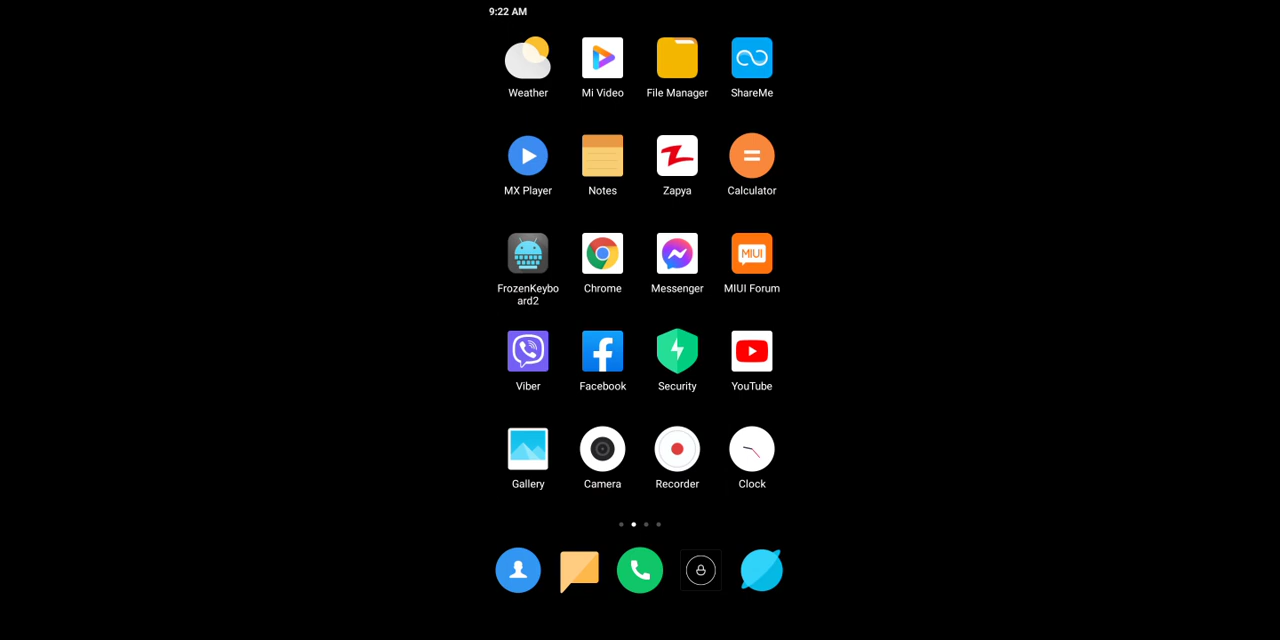 9:22 AM
Weather Mi Video File Manager ShareMe
MX Player Notes Zapya Calculator
FrozenKeybo Chrome Messenger MIUI Forum
ard2
MIUI
Viber Facebook Security YouTube
Gallery Camera Recorder Clock